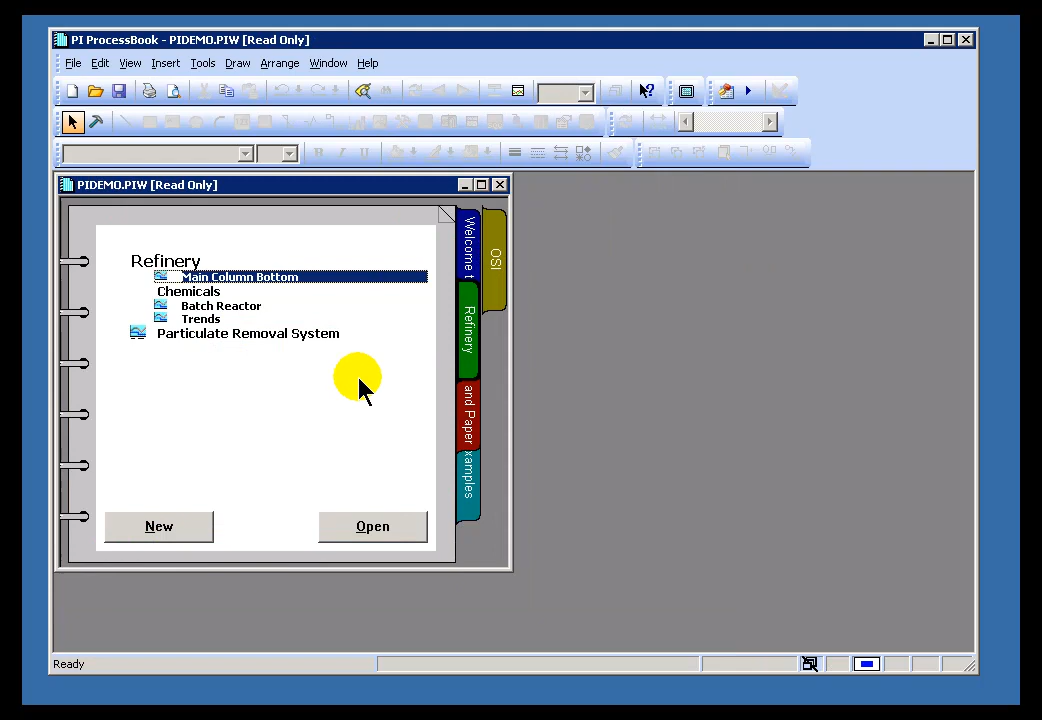 PI ProcessBook - PIDEMO.PIW [Read Only]
File Edit View Insert Tools Draw Arrange Window Help
B I U
PIDEMO.PIW [Read Only]
Refinery
Main Column Bottom
Chemicals
Batch Reactor
Trends
Particulate Removal System
New Open
Welcome t
OSI
Refinery
and Paper
xamples
Ready